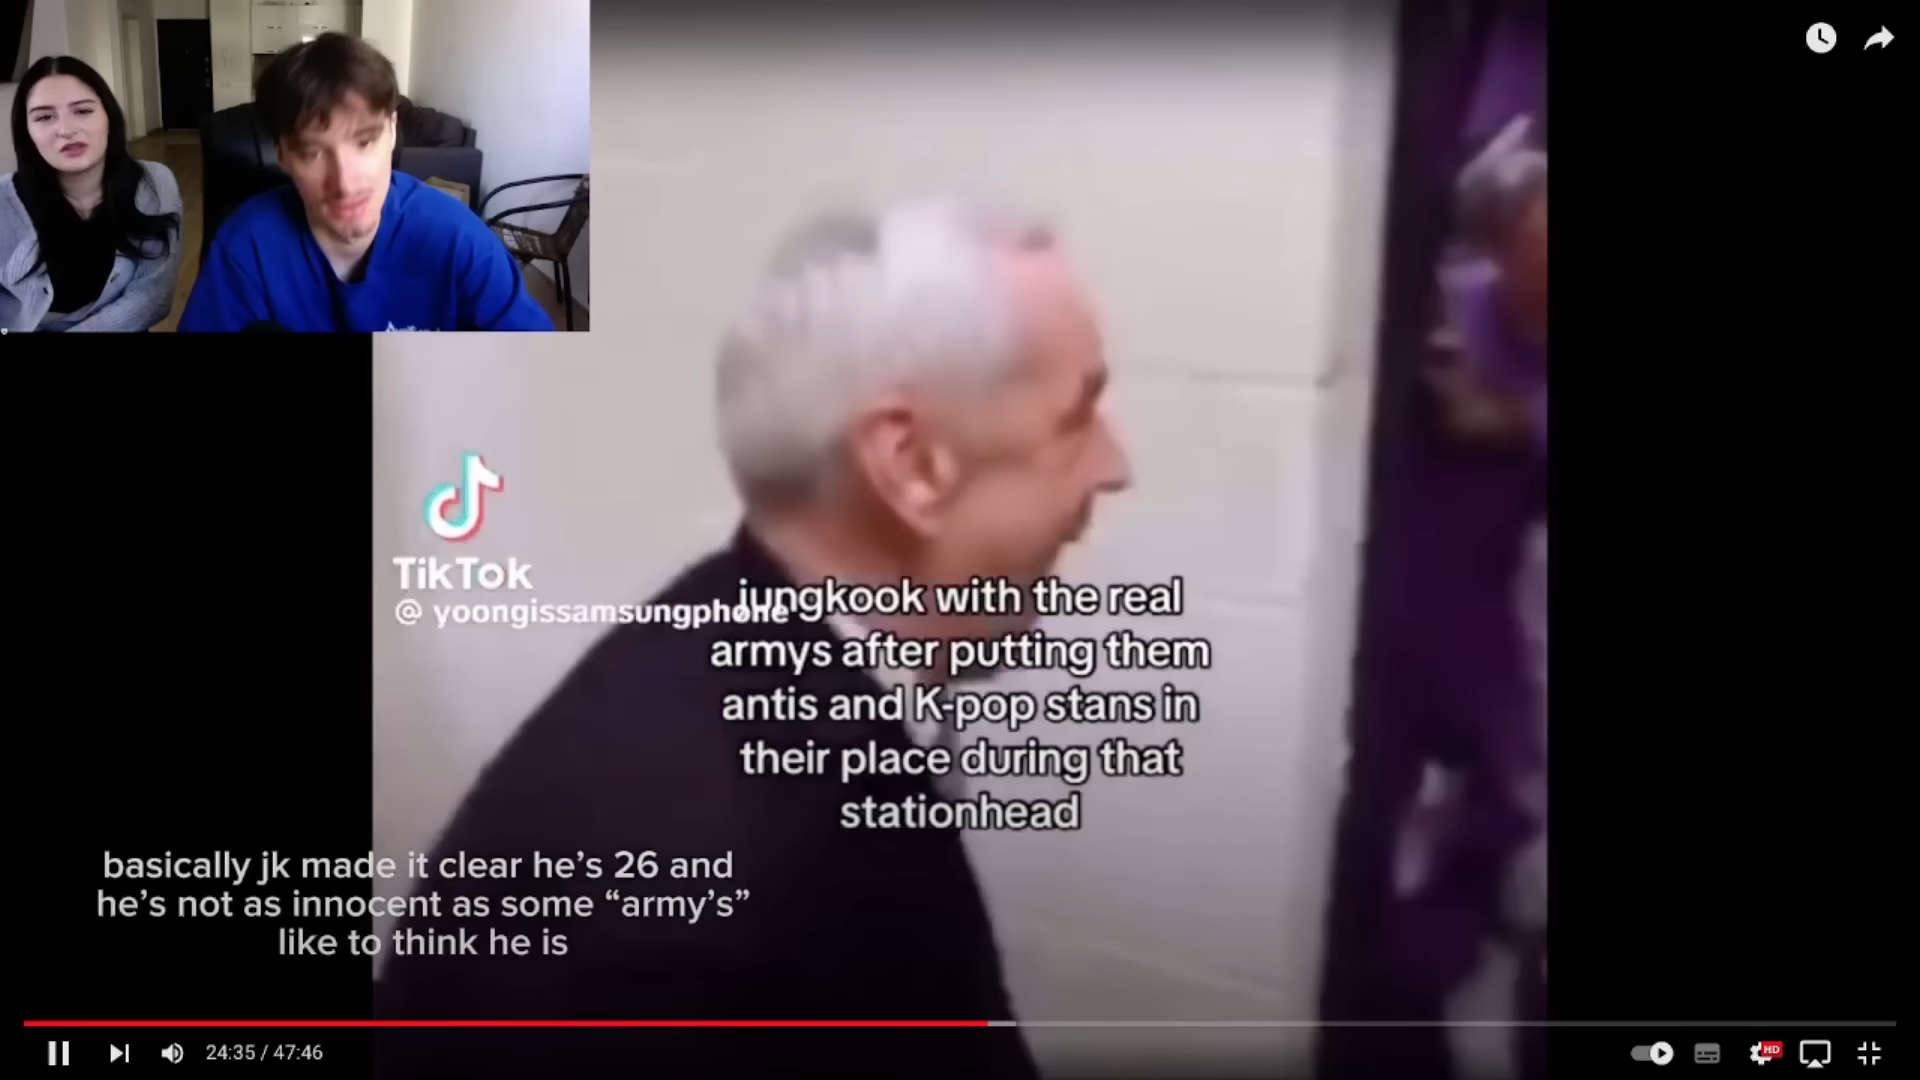 TikTok
@ yoongissamsungphone
jungkook with the real
armys after putting them
antis and K-pop stans in
their place during that
stationhead
basically jk made it clear he’s 26 and
he’s not as innocent as some “army’s”
like to think he is
24:35 / 47:46
HD